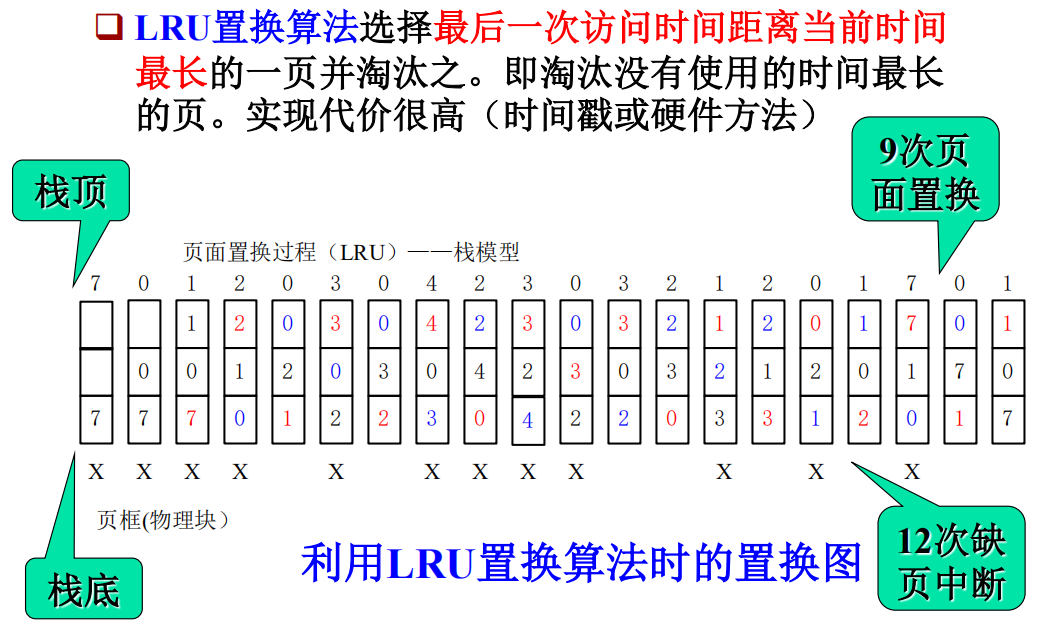 ❑ LRU置换算法选择最后一次访问时间距离当前时间
最长的一页并淘汰之。即淘汰没有使用的时间最长
的页。实现代价很高（时间戳或硬件方法）
9次页
面置换
栈顶
页面置换过程（LRU）——栈模型
7 0 1 2 0 3 0 4 2 3 0 3 2 1 2 0 1 7 0 1
1 2 0 3 0 4 2 3 0 3 2 1 2 0 1 7 0 1
0 0 1 2 0 3 0 4 2 3 0 3 2 1 2 0 1 7 0
7 7 7 0 1 2 2 3 0 4 2 2 0 3 3 1 2 0 1 7
X X X X X X X X X X X X
页框(物理块）
栈底
利用LRU置换算法时的置换图
12次缺
页中断